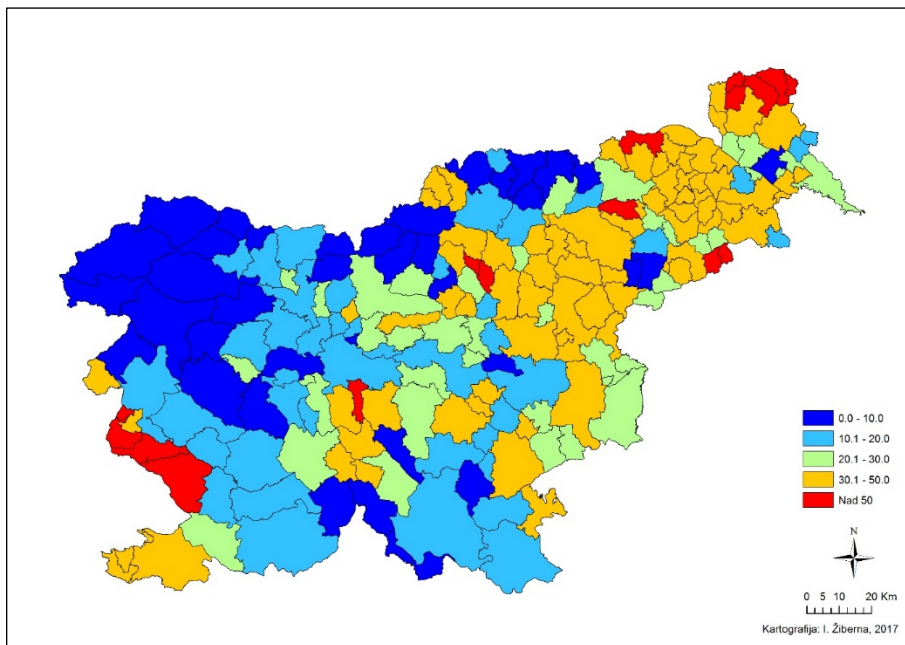 0.0 - 10.0
10.1 - 20.0
20.1 - 30.0
30.1 - 50.0
Nad 50
N
0 5 10 20 Km
Kartografija: I. Žiberna, 2017